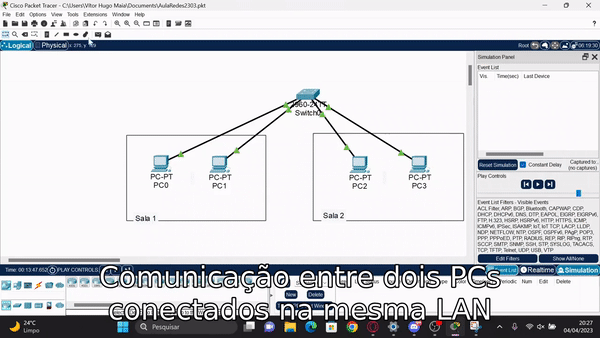 Cisco Packet Tracer - C:\Users\Vitor Hugo Maia\Documents\AulaRedes2303.pkt
File Edit Options View Tools Extensions Window Help
Logical Physical x: 275, y: 169
Root 06:19:30
Simulation Panel
Event List
Vis. Time(sec) Last Device
Switch0
PC-PT PC-PT PC-PT PC-PT
PC0 PC1 PC2 PC3
Sala 1 Sala 2
Reset Simulation Constant Delay Captured to:
(no captures)
Play Controls
Event List Filters - Visible Events
ACL Filter, ARP, BGP, Bluetooth, CAPWAP, CDP,
DHCP, DHCPv6, DNS, DTP, EAPOL, EIGRP, EIGRPv6,
FTP, H.323, HSRP, HSRPv6, HTTP, HTTPS, ICMP,
ICMPv6, IPSec, ISAKMP, IoT, IoT TCP, LACP, LLDP,
NDP, NETFLOW, NTP, OSPF, OSPFv6, PAgP, POP3,
PPP, PPPoED, PTP, RADIUS, REP, RIP, RIPng, RTP,
SCCP, SMTP, SNMP, SSH, STP, SYSLOG, TACACS,
TCP, TFTP, Telnet, UDP, USB, VTP
Edit Filters Show All/None
Time: 00:13:47.652 PLAY CONTROLS:
Event List Realtime Simulation
New Delete
Edit Delete
Comunicação entre dois PCs
conectados na mesma LAN
24°C
Limpo
Pesquisar
20:27
04/04/2023